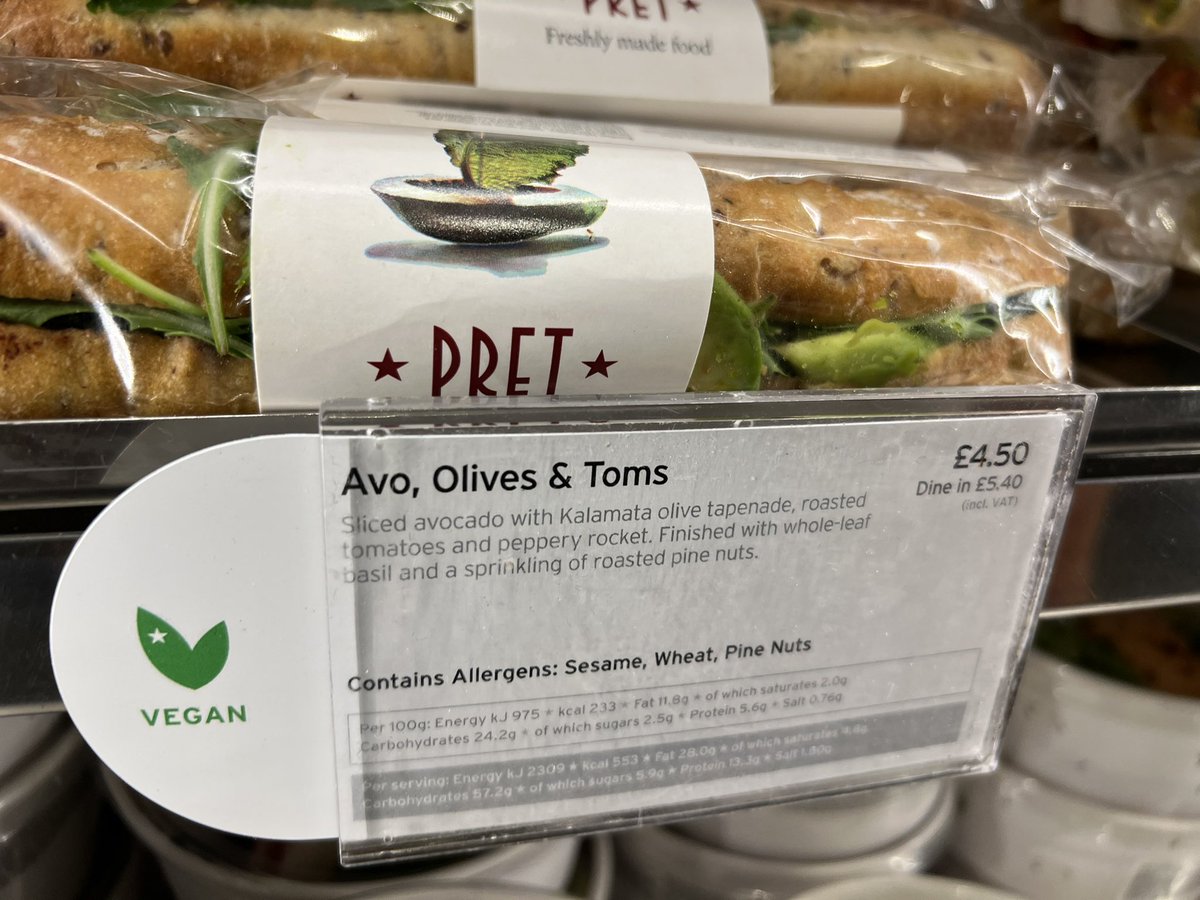 PRET ★
Freshly made food
★ PRET ★
Avo, Olives & Toms
£4.50
Dine in £5.40
(incl. VAT)
Sliced avocado with Kalamata olive tapenade, roasted
tomatoes and peppery rocket. Finished with whole-leaf
basil and a sprinkling of roasted pine nuts.
VEGAN
Contains Allergens: Sesame, Wheat, Pine Nuts
Per 100g: Energy kJ 975 ★ kcal 233 ★ Fat 11.8g ★ of which saturates 2.0g
Carbohydrates 24.2g ★ of which sugars 2.5g ★ Protein 5.6g ★ Salt 0.76g
Per serving: Energy kJ 2309 ★ kcal 553 ★ Fat 28.0g ★ of which saturates
Carbohydrates 57.2g ★ of which sugars 5.9g ★ Protein 13.3g ★ Salt 1.80g